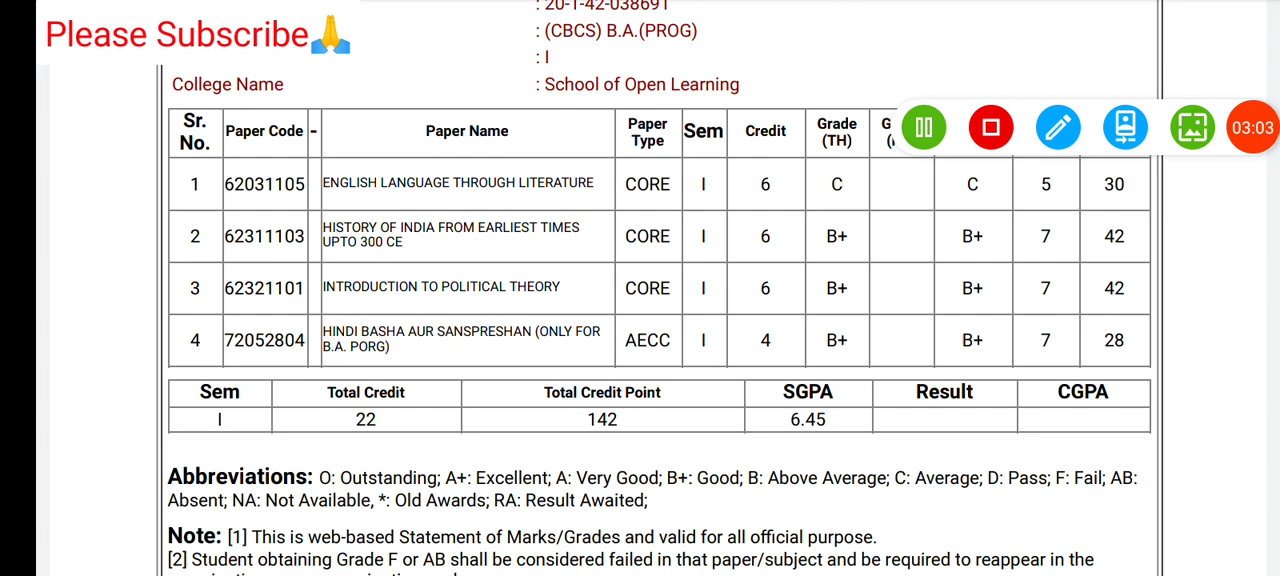 : 20-1-42-038691
Please Subscribe🙏
: (CBCS) B.A.(PROG)
: I
College Name : School of Open Learning
Sr. No. Paper Code - Paper Name Paper Type Sem Credit Grade (TH) G
03:03
1 62031105 ENGLISH LANGUAGE THROUGH LITERATURE CORE I 6 C C 5 30
2 62311103 HISTORY OF INDIA FROM EARLIEST TIMES UPTO 300 CE CORE I 6 B+ B+ 7 42
3 62321101 INTRODUCTION TO POLITICAL THEORY CORE I 6 B+ B+ 7 42
4 72052804 HINDI BASHA AUR SANSPRESHAN (ONLY FOR B.A. PORG) AECC I 4 B+ B+ 7 28
Sem Total Credit Total Credit Point SGPA Result CGPA
I 22 142 6.45
Abbreviations: O: Outstanding; A+: Excellent; A: Very Good; B+: Good; B: Above Average; C: Average; D: Pass; F: Fail; AB:
Absent; NA: Not Available, *: Old Awards; RA: Result Awaited;
Note: [1] This is web-based Statement of Marks/Grades and valid for all official purpose.
[2] Student obtaining Grade F or AB shall be considered failed in that paper/subject and be required to reappear in the